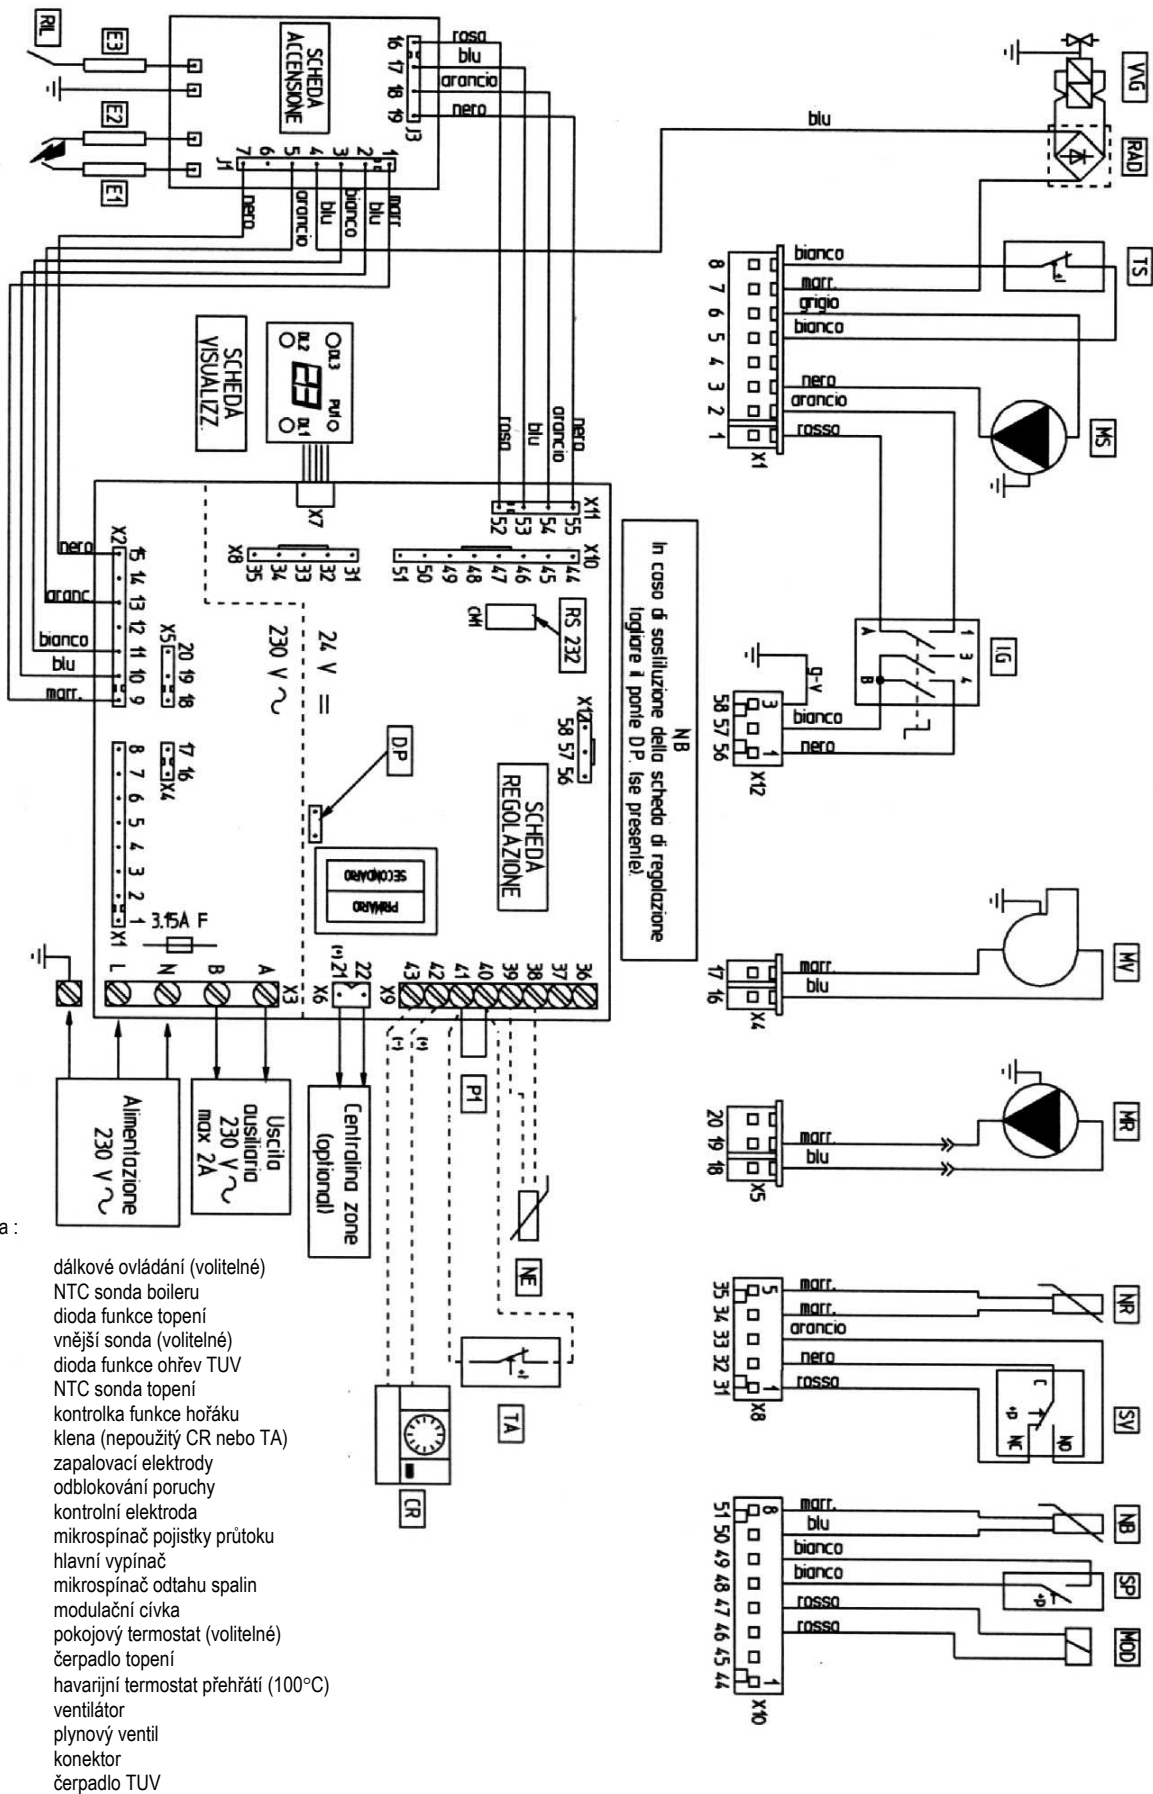 RIL
E3
E2
E1
SCHEDA
ACCENSIONE
16
17
18
19
J3
rosa
blu
arancio
nero
J1
7
6
5
4
3
2
1
nero
arancio
blu
bianco
blu
marr
blu
VVG
RAD
TS
MS
8
7
6
5
4
3
2
1
X1
bianco
marr.
grigio
bianco
nero
arancio
rosso
SCHEDA
VISUALIZZ.
DL3
DL2
PU1
DL1
E3
X7
rosa
blu
arancio
nero
X11
52
53
54
55
X8
35
34
33
32
31
X10
51
50
49
48
47
46
45
44
CM1
RS 232
X2
15
14
13
12
11
10
9
nero
aranc.
bianco
blu
marr.
X5
20
19
18
17
16
X4
24 V =
230 V ~
DP
X12
58 57 56
SCHEDA
REGOLAZIONE
SECONDARIO
PRIMARIO
8
7
6
5
4
3
2
1
X1
3.15A F
L
N
B
A
X3
(+)
21
22
X6
X9
43
42
41
40
39
38
37
36
(-)
(+)
P1
NB
In caso di sostituzione della scheda di regolazione
tagliare il ponte D.P. (se presente).
IG
A
B
1
3
4
g-v
bianco
nero
3
1
58 57 56
X12
MV
marr.
blu
17 16
X4
MR
marr.
blu
20 19 18
X5
NR
SV
marr.
marr.
arancio
nero
rosso
5
1
35 34 33 32 31
X8
C
+p
NC
NO
NB
SP
MOD
marr.
blu
bianco
bianco
rosso
rosso
8
1
51 50 49 48 47 46 45 44
X10
+p
Alimentazione
230 V ~
Uscita
ausiliaria
230 V ~
max 2A
Centralina zone
(optional)
NE
TA
CR
a :
dálkové ovládání (volitelné)
NTC sonda boileru
dioda funkce topení
vnější sonda (volitelné)
dioda funkce ohřev TUV
NTC sonda topení
kontrolka funkce hořáku
klena (nepoužitý CR nebo TA)
zapalovací elektrody
odblokování poruchy
kontrolní elektroda
mikrospínač pojistky průtoku
hlavní vypínač
mikrospínač odtahu spalin
modulační cívka
pokojový termostat (volitelné)
čerpadlo topení
havarijní termostat přehřátí (100°C)
ventilátor
plynový ventil
konektor
čerpadlo TUV